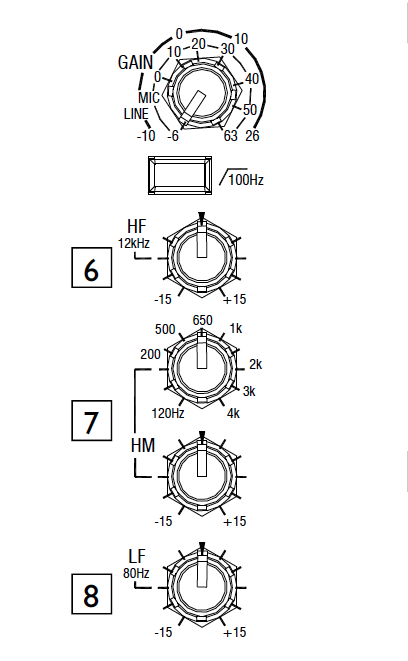 0 10
GAIN 10 20 30
0 40
MIC
LINE 50
-10 -6 63 26
100Hz
HF
12kHz
6
-15 +15
650
500 1k
200 2k
3k
7 120Hz 4k
HM
-15 +15
LF
80Hz
8
-15 +15